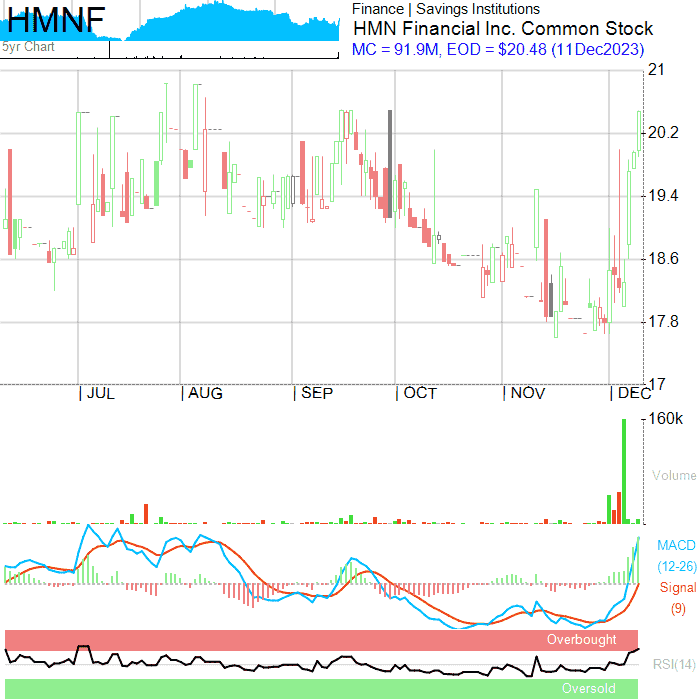 HMNF
5yr Chart
Finance | Savings Institutions
HMN Financial Inc. Common Stock
MC = 91.9M, EOD = $20.48 (11Dec2023)
21
20.2
19.4
18.6
17.8
17
| JUL | AUG | SEP | OCT | NOV | DEC
160k
Volume
MACD
(12-26)
Signal
(9)
Overbought
RSI(14)
Oversold